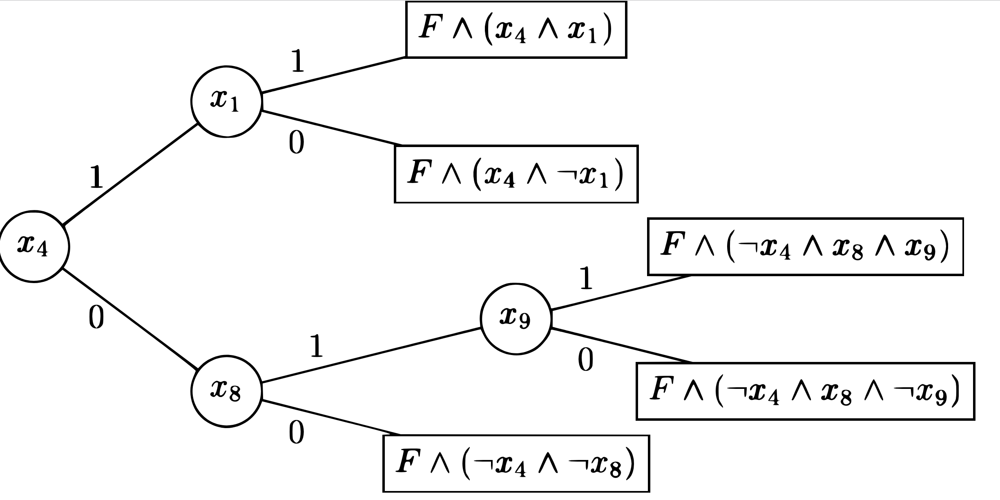 F ∧ (x₄ ∧ x₁)
1
x₁
0
F ∧ (x₄ ∧ ¬x₁)
1
x₄
0
F ∧ (¬x₄ ∧ x₈ ∧ x₉)
1
x₉
1
0
F ∧ (¬x₄ ∧ x₈ ∧ ¬x₉)
x₈
0
F ∧ (¬x₄ ∧ ¬x₈)